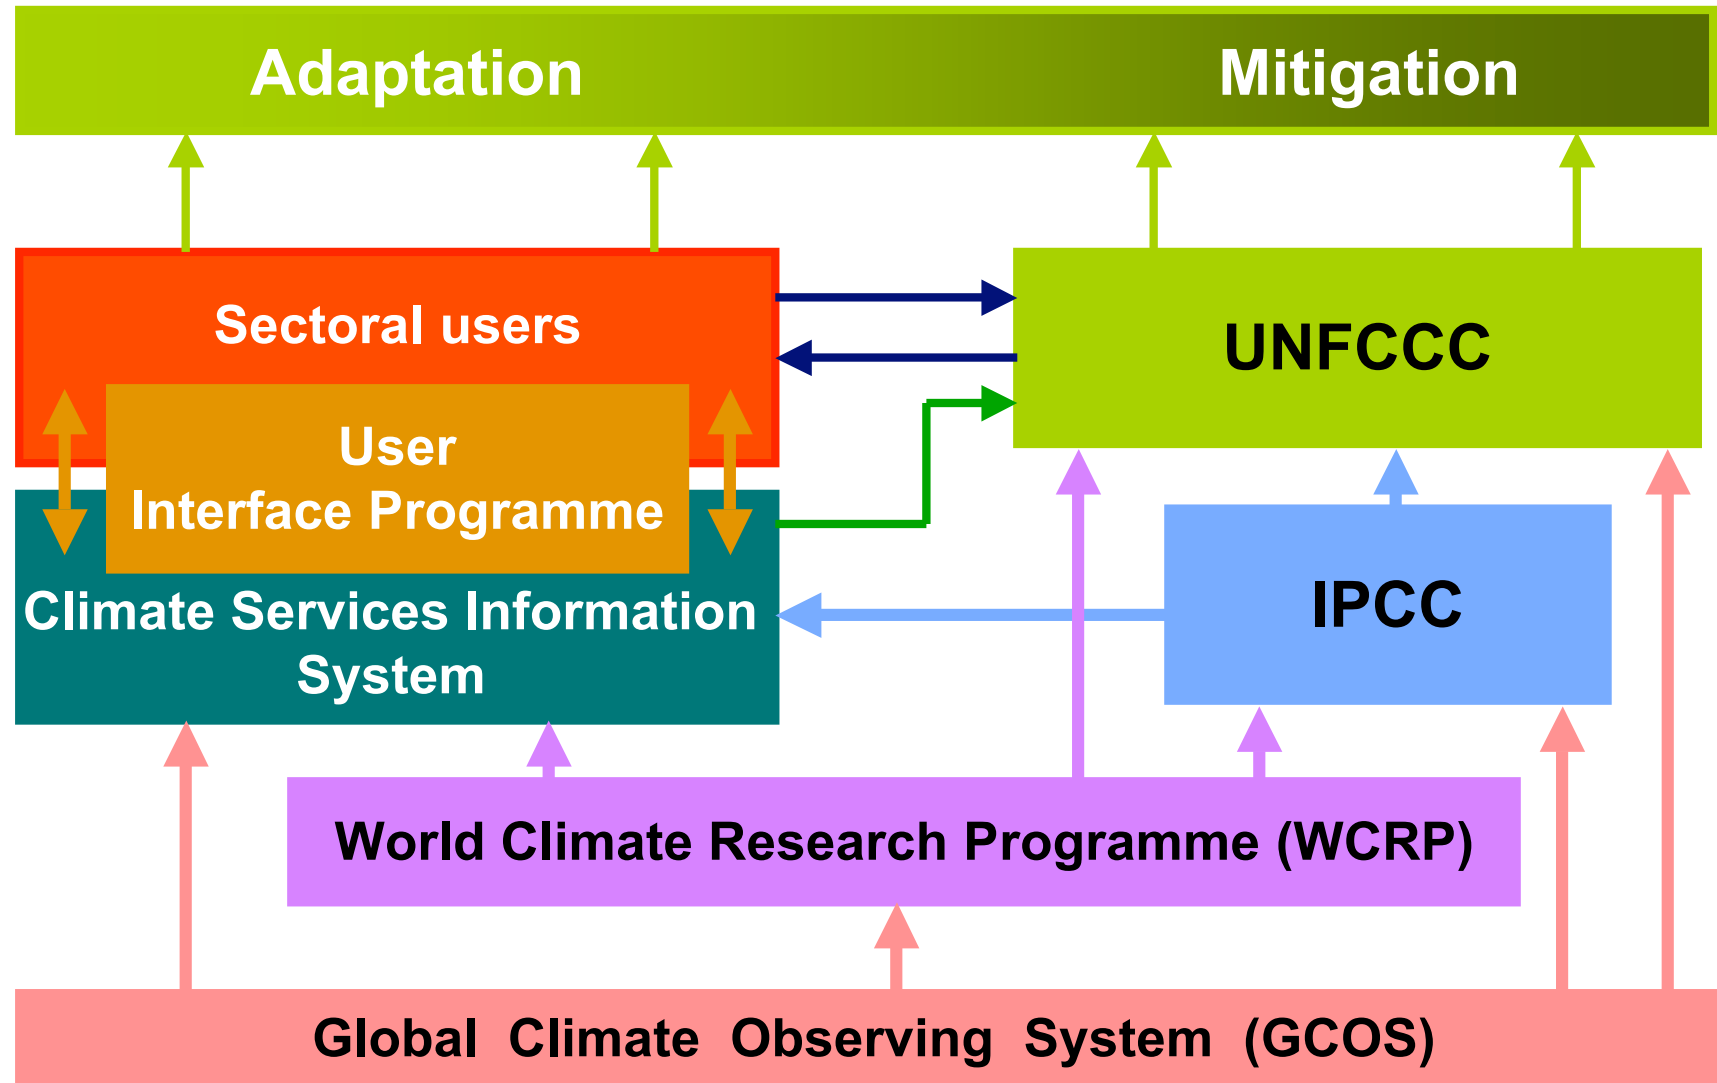 Adaptation Mitigation
Sectoral users
UNFCCC
User
Interface Programme
Climate Services Information
System
IPCC
World Climate Research Programme (WCRP)
Global Climate Observing System (GCOS)